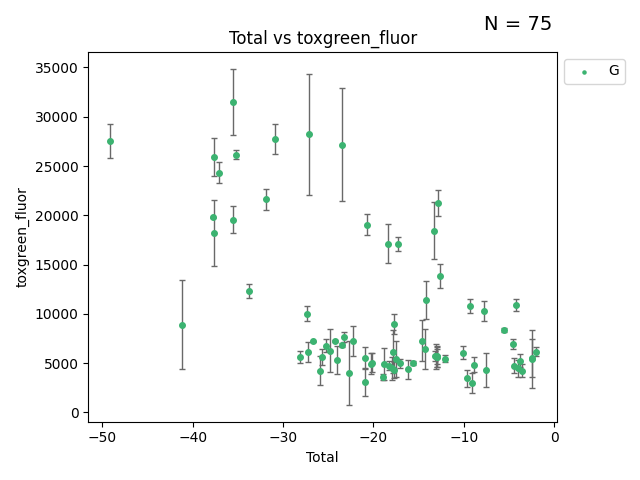 N = 75
Total vs toxgreen_fluor
G
toxgreen_fluor
35000
30000
25000
20000
15000
10000
5000
0
−50 −40 −30 −20 −10 0
Total